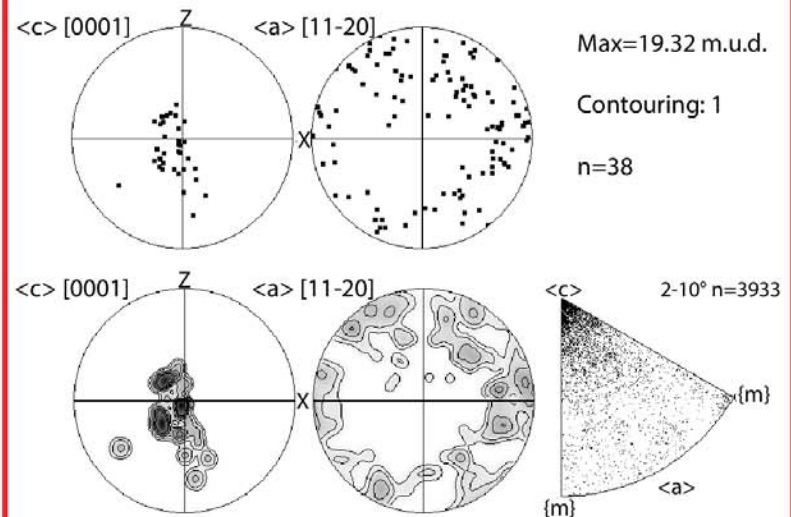 <c> [0001]
Z
<a> [11-20]
X
Max=19.32 m.u.d.
Contouring: 1
n=38
<c> [0001]
Z
<a> [11-20]
X
<c>
2-10° n=3933
{m}
<a>
{m}